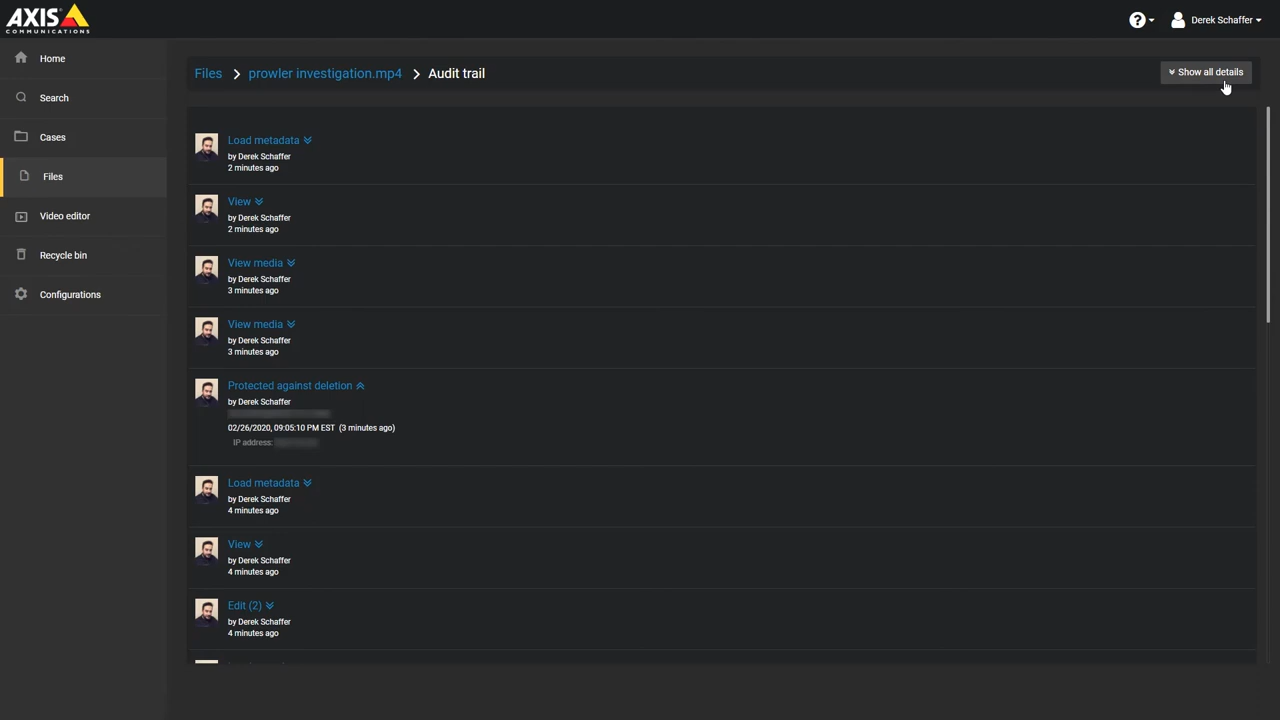 AXIS
COMMUNICATIONS
? Derek Schaffer
Home
Search
Cases
Files
Video editor
Recycle bin
Configurations
Files > prowler investigation.mp4 > Audit trail
Show all details
Load metadata
by Derek Schaffer
2 minutes ago
View
by Derek Schaffer
2 minutes ago
View media
by Derek Schaffer
3 minutes ago
View media
by Derek Schaffer
3 minutes ago
Protected against deletion
by Derek Schaffer
02/26/2020, 09:05:10 PM EST (3 minutes ago)
IP address:
Load metadata
by Derek Schaffer
4 minutes ago
View
by Derek Schaffer
4 minutes ago
Edit (2)
by Derek Schaffer
4 minutes ago